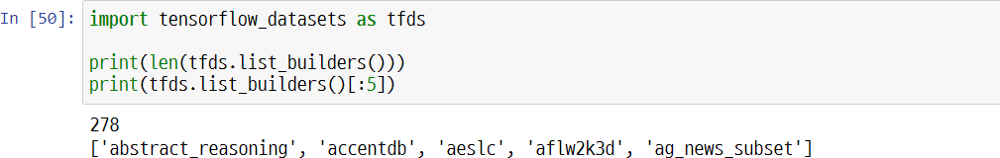 In [50]: import tensorflow_datasets as tfds
print(len(tfds.list_builders()))
print(tfds.list_builders()[:5])
278
['abstract_reasoning', 'accentdb', 'aeslc', 'aflw2k3d', 'ag_news_subset']